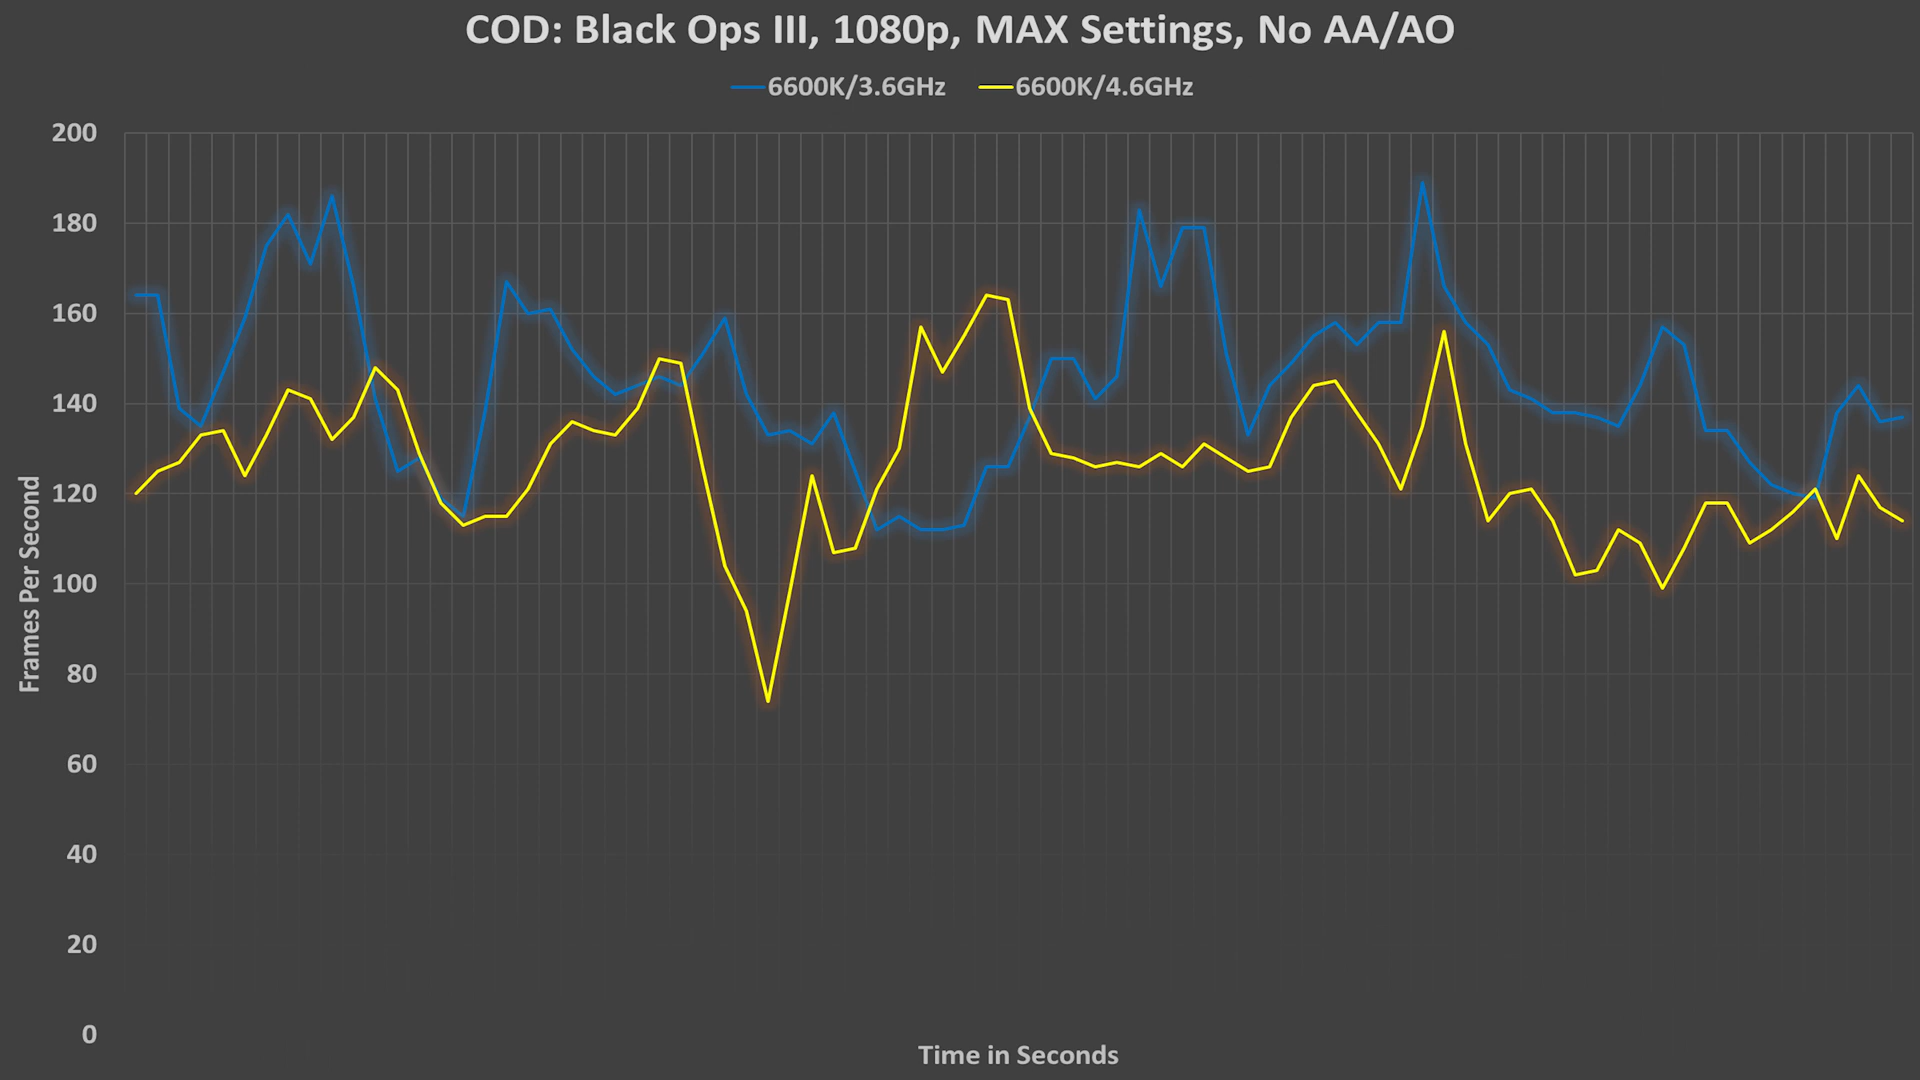 COD: Black Ops III, 1080p, MAX Settings, No AA/AO
6600K/3.6GHz 6600K/4.6GHz
200
180
160
140
120
100
80
60
40
20
0
Frames Per Second
Time in Seconds